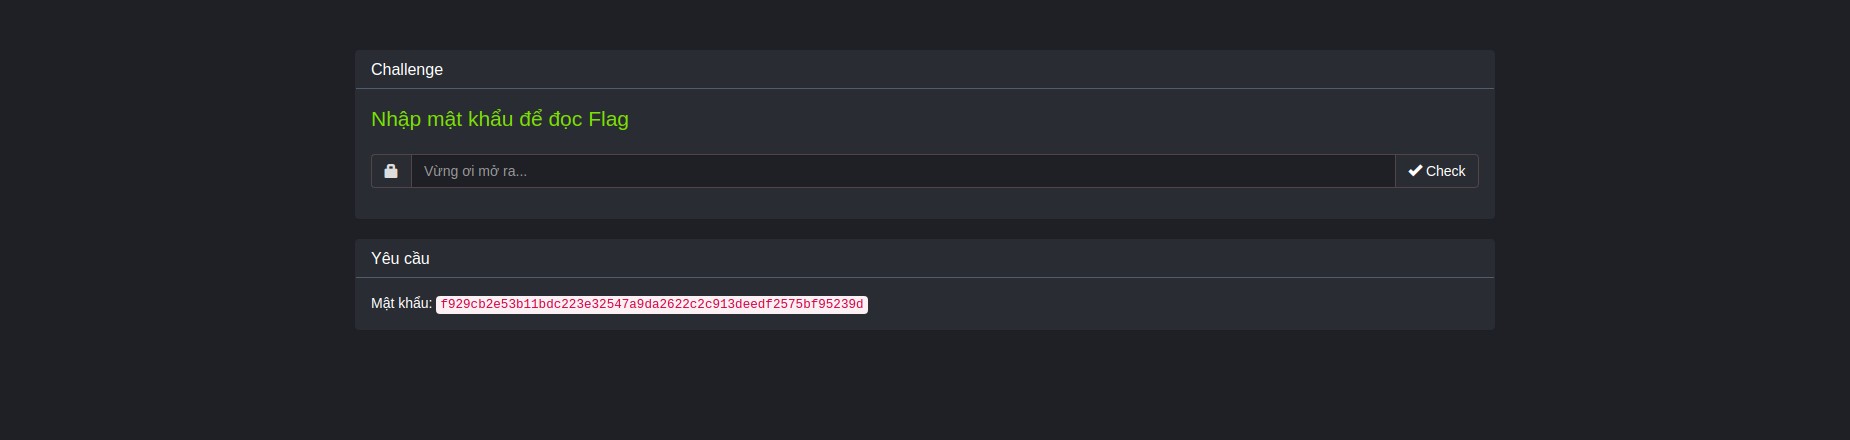 Challenge
Nhập mật khẩu để đọc Flag
Vừng ơi mở ra...
Check
Yêu cầu
Mật khẩu: f929cb2e53b11bdc223e32547a9da2622c2c913deedf2575bf95239d